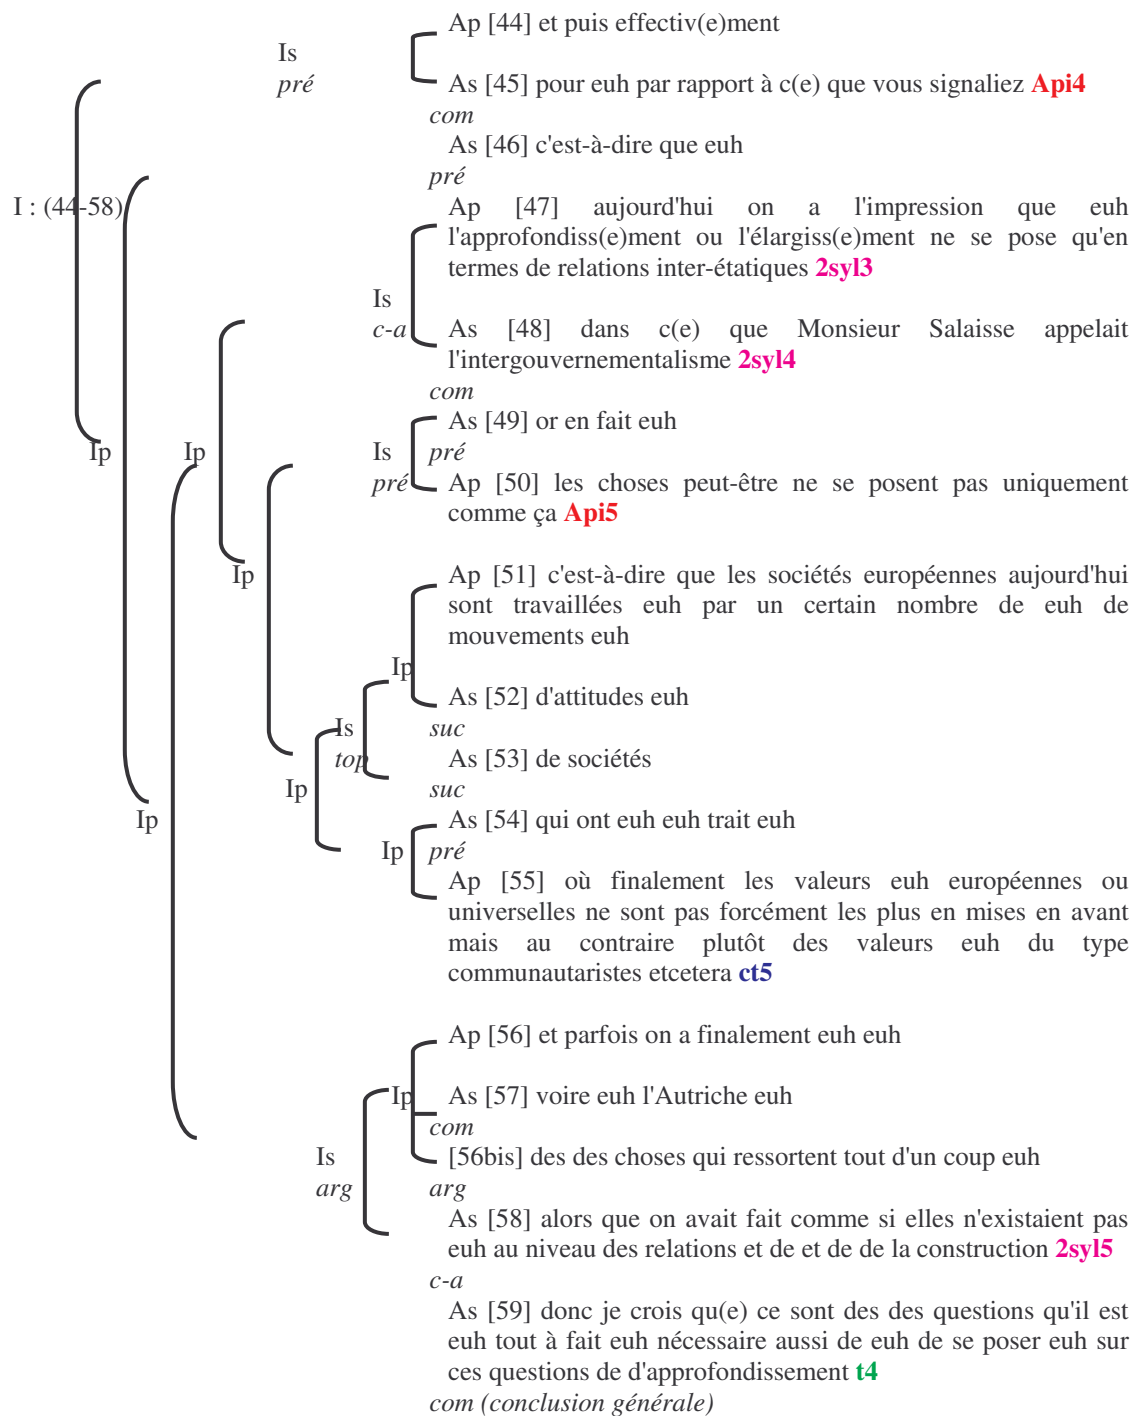 Ap [44] et puis effectiv(e)ment
Is
pré
As [45] pour euh par rapport à c(e) que vous signaliez Api4
com
As [46] c'est-à-dire que euh
pré
I : (44-58)
Ap [47] aujourd'hui on a l'impression que euh
l'approfondiss(e)ment ou l'élargiss(e)ment ne se pose qu'en
termes de relations inter-étatiques 2syl3
Is
c-a
As [48] dans c(e) que Monsieur Salaisse appelait
l'intergouvernementalisme 2syl4
com
As [49] or en fait euh
Ip
Ip
Is
pré
pré
Ap [50] les choses peut-être ne se posent pas uniquement
comme ça Api5
Ip
Ap [51] c'est-à-dire que les sociétés européennes aujourd'hui
sont travaillées euh par un certain nombre de euh de
mouvements euh
Ip
As [52] d'attitudes euh
suc
Is
top
As [53] de sociétés
suc
Ip
Ip
As [54] qui ont euh euh trait euh
Ip
pré
Ap [55] où finalement les valeurs euh européennes ou
universelles ne sont pas forcément les plus en mises en avant
mais au contraire plutôt des valeurs euh du type
communautaristes etcetera ct5
Ap [56] et parfois on a finalement euh euh
Ip
As [57] voire euh l'Autriche euh
com
Is
arg
[56bis] des des choses qui ressortent tout d'un coup euh
arg
As [58] alors que on avait fait comme si elles n'existaient pas
euh au niveau des relations et de et de de la construction 2syl5
c-a
As [59] donc je crois qu(e) ce sont des des questions qu'il est
euh tout à fait euh nécessaire aussi de euh de se poser euh sur
ces questions de d'approfondissement t4
com (conclusion générale)